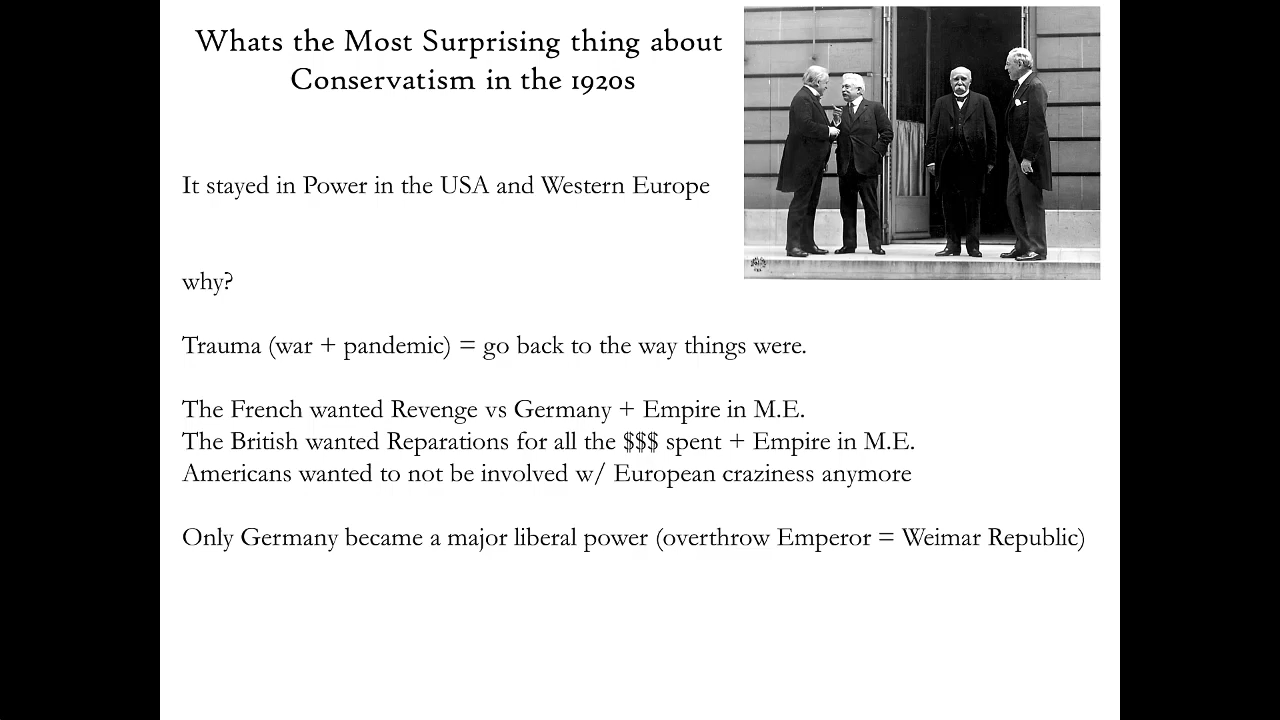 Whats the Most Surprising thing about
Conservatism in the 1920s
It stayed in Power in the USA and Western Europe
why?
Trauma (war + pandemic) = go back to the way things were.
The French wanted Revenge vs Germany + Empire in M.E.
The British wanted Reparations for all the $$$ spent + Empire in M.E.
Americans wanted to not be involved w/ European craziness anymore
Only Germany became a major liberal power (overthrow Emperor = Weimar Republic)